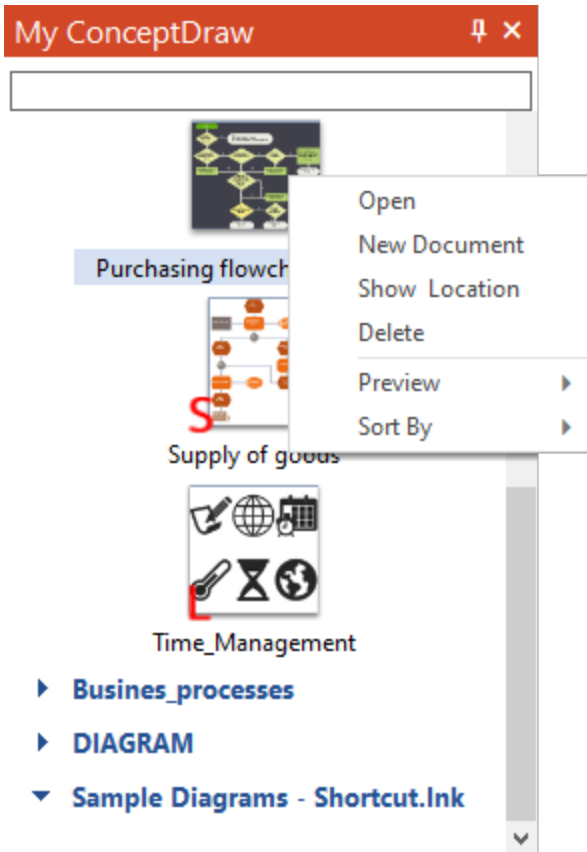 My ConceptDraw
Open
New Document
Purchasing flowch
Show Location
Delete
Preview
Sort By
S
Supply of goods
L
Time_Management
Busines_processes
DIAGRAM
Sample Diagrams - Shortcut.lnk